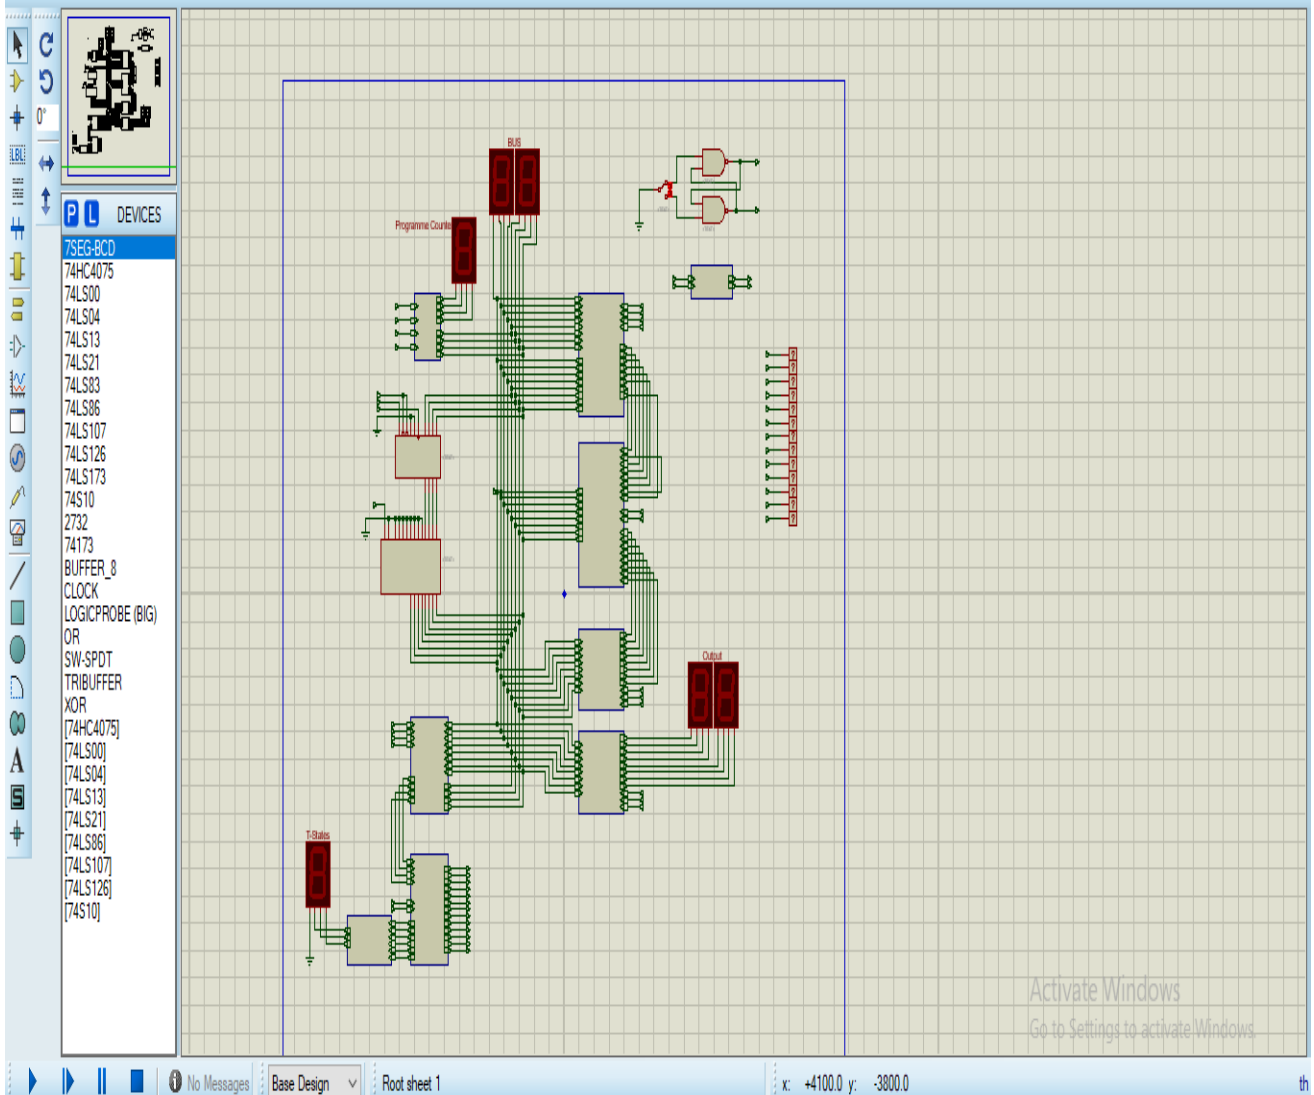 0°
LBL
P L DEVICES
7SEG-BCD
74HC4075
74LS00
74LS04
74LS13
74LS21
74LS83
74LS86
74LS107
74LS126
74LS173
74S10
2732
74173
BUFFER_8
CLOCK
LOGICPROBE (BIG)
OR
SW-SPDT
TRIBUFFER
XOR
[74HC4075]
[74LS00]
[74LS04]
[74LS13]
[74LS21]
[74LS86]
[74LS107]
[74LS126]
[74S10]
A
S
BUS
Programme Counte
Output
T-States
Activate Windows
Go to Settings to activate Windows.
No Messages
Base Design
Root sheet 1
x: +4100.0 y: -3800.0
th